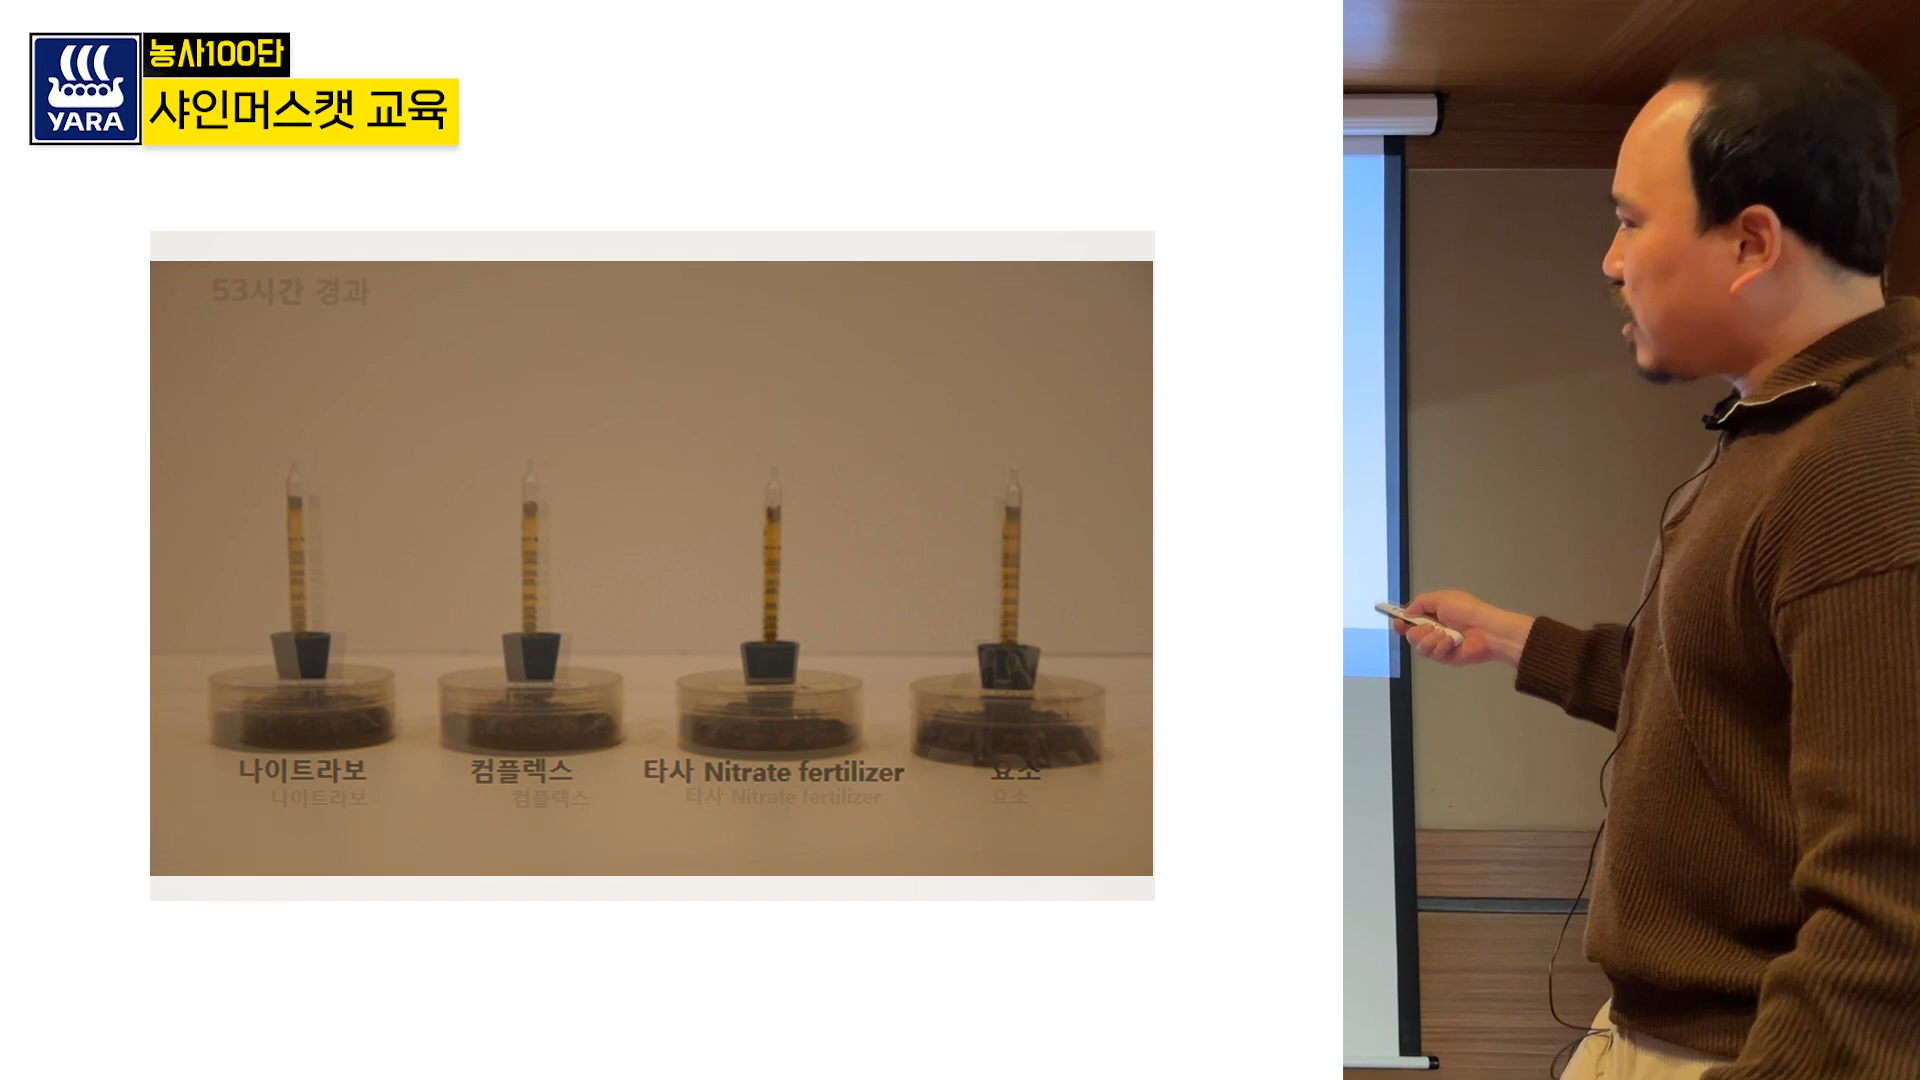 농사100단
YARA
샤인머스캣 교육
53시간 경과
나이트라보
컴플렉스
타사 Nitrate fertilizer
요소
나이트라보
컴플렉스
타사 Nitrate fertilizer
요소